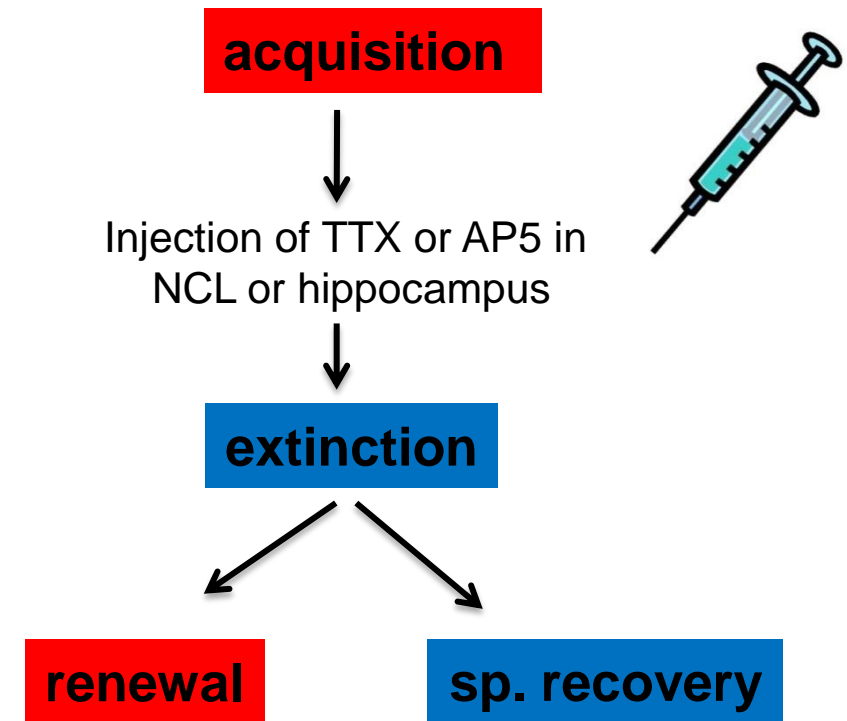 acquisition
Injection of TTX or AP5 in
NCL or hippocampus
extinction
renewal
sp. recovery